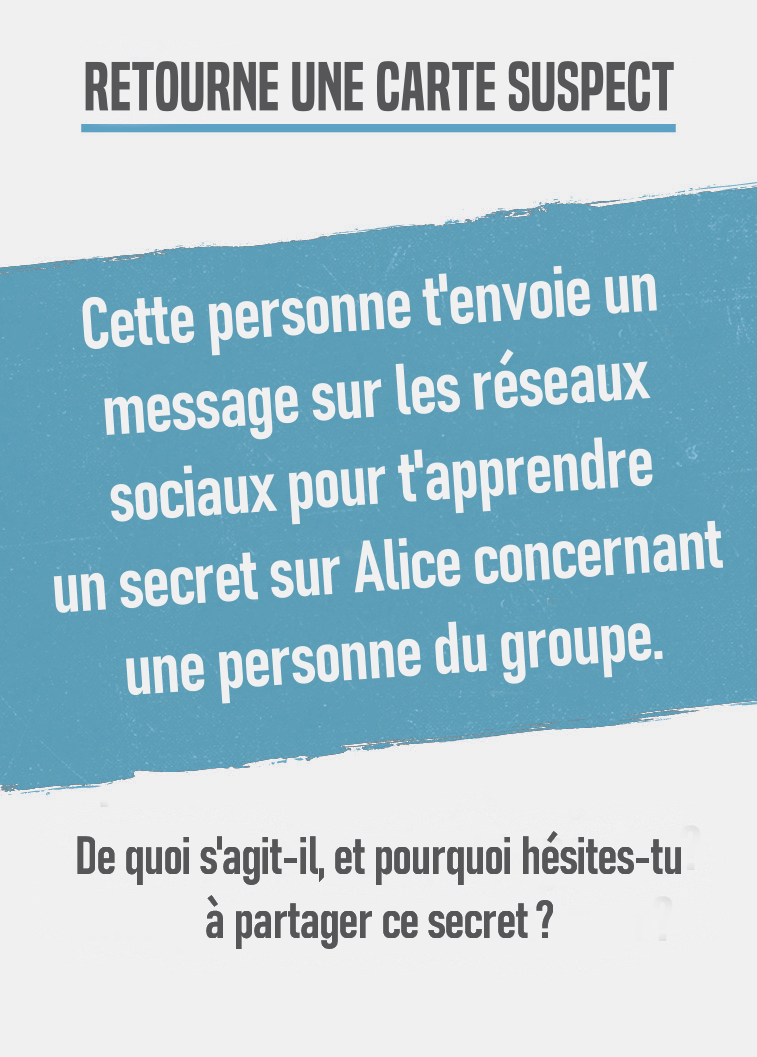 RETOURNE UNE CARTE SUSPECT
Cette personne t'envoie un
message sur les réseaux
sociaux pour t'apprendre
un secret sur Alice concernant
une personne du groupe.
De quoi s'agit-il, et pourquoi hésites-tu
à partager ce secret ?